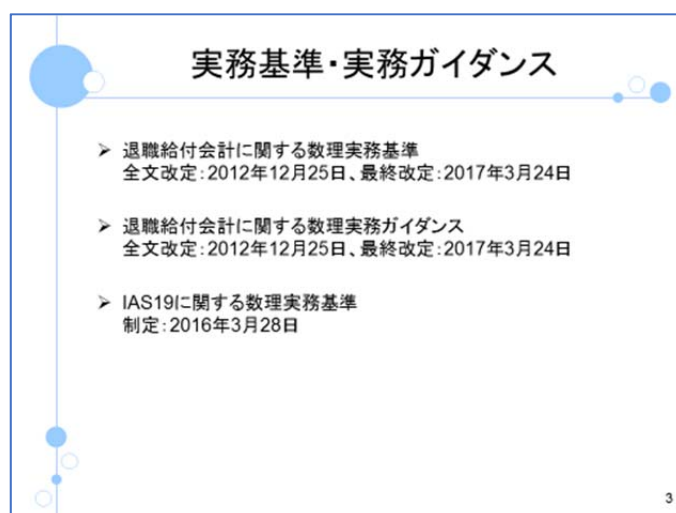 実務基準・実務ガイダンス
➢ 退職給付会計に関する数理実務基準
全文改定：2012年12月25日、最終改定：2017年3月24日
➢ 退職給付会計に関する数理実務ガイダンス
全文改定：2012年12月25日、最終改定：2017年3月24日
➢ IAS19に関する数理実務基準
制定：2016年3月28日
3